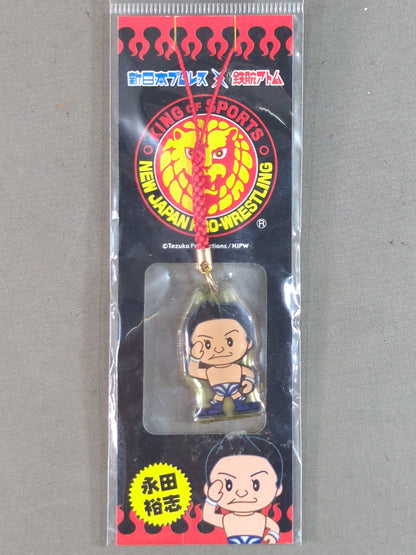 新日本プロレス×鉄腕アトム
KING OF SPORTS
NEW JAPAN PRO-WRESTLING
®
©Tezuka Productions / NJPW
永田
裕志